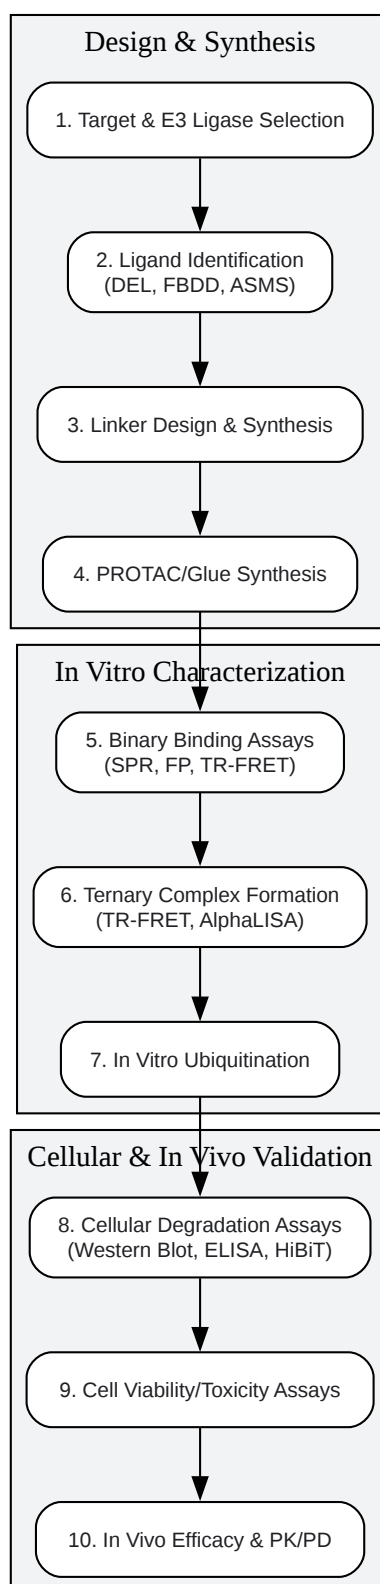 Design & Synthesis
1. Target & E3 Ligase Selection
2. Ligand Identification
(DEL, FBDD, ASMS)
3. Linker Design & Synthesis
4. PROTAC/Glue Synthesis
In Vitro Characterization
5. Binary Binding Assays
(SPR, FP, TR-FRET)
6. Ternary Complex Formation
(TR-FRET, AlphaLISA)
7. In Vitro Ubiquitination
Cellular & In Vivo Validation
8. Cellular Degradation Assays
(Western Blot, ELISA, HiBiT)
9. Cell Viability/Toxicity Assays
10. In Vivo Efficacy & PK/PD